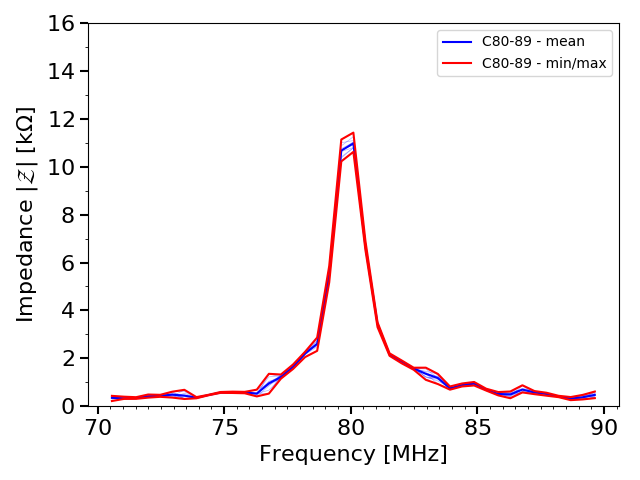 C80-89 - mean
C80-89 - min/max
16
14
12
10
8
6
4
2
0
Impedance |𝒵| [kΩ]
70 75 80 85 90
Frequency [MHz]